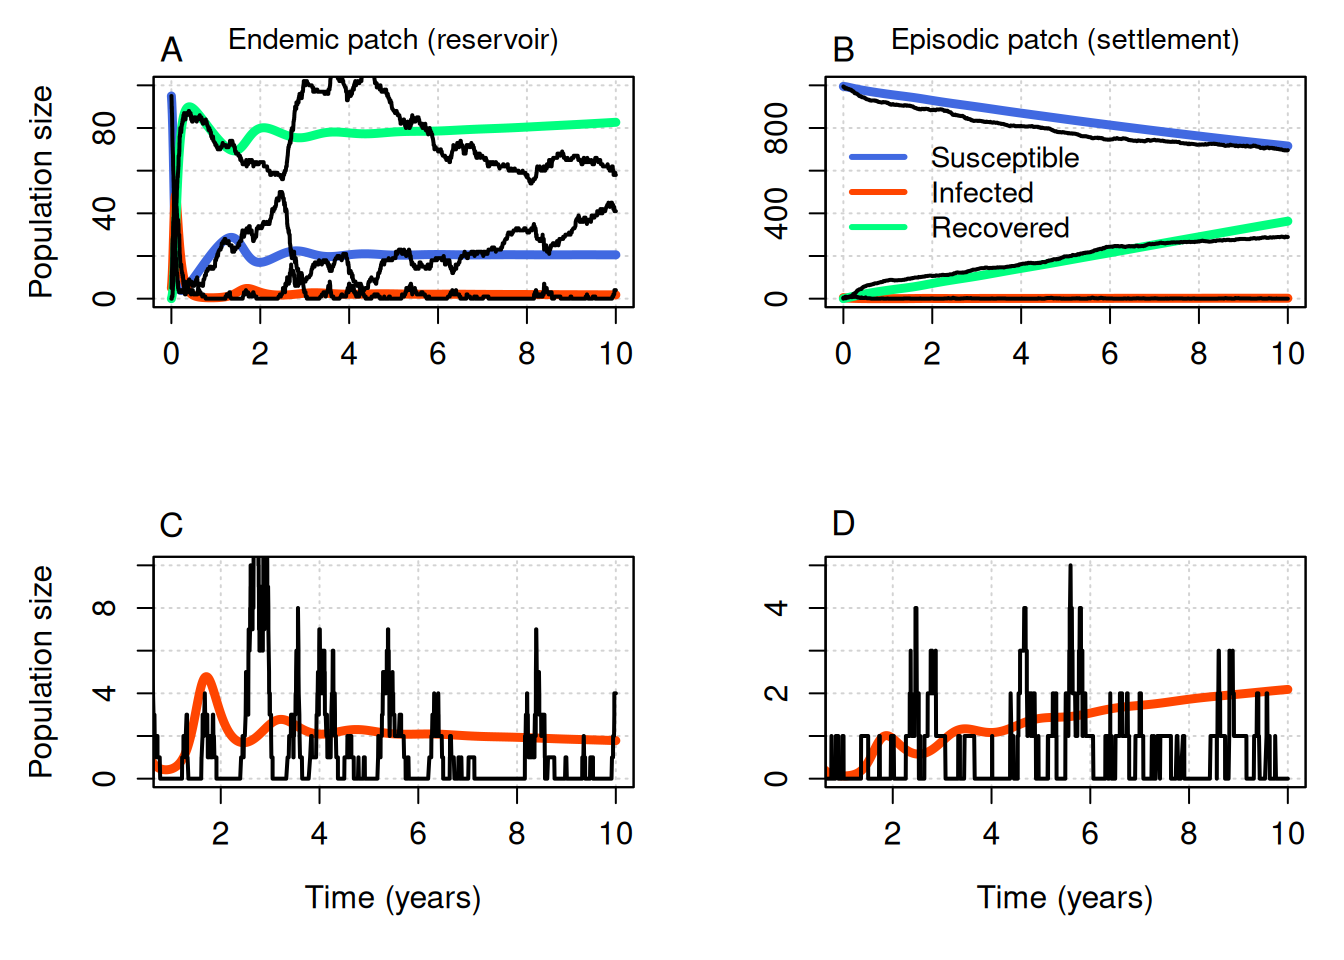 A Endemic patch (reservoir)
B Episodic patch (settlement)
Population size
0 40 80
0 2 4 6 8 10
0 400 800
Susceptible
Infected
Recovered
0 2 4 6 8 10
C
D
Population size
0 4 8
2 4 6 8 10
Time (years)
0 2 4
2 4 6 8 10
Time (years)